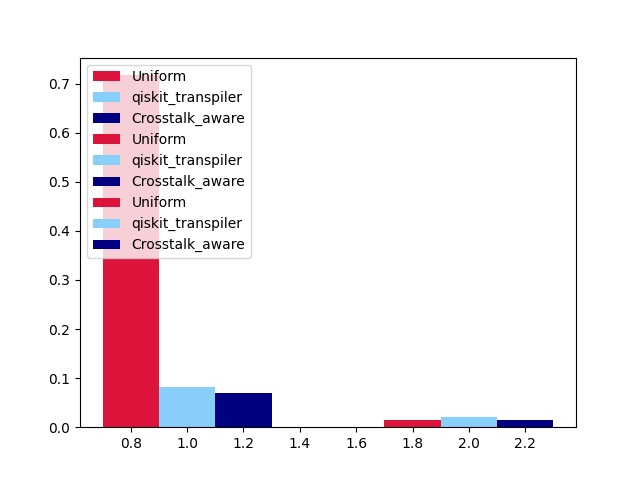 Uniform
qiskit_transpiler
Crosstalk_aware
Uniform
qiskit_transpiler
Crosstalk_aware
Uniform
qiskit_transpiler
Crosstalk_aware
0.7
0.6
0.5
0.4
0.3
0.2
0.1
0.0
0.8 1.0 1.2 1.4 1.6 1.8 2.0 2.2